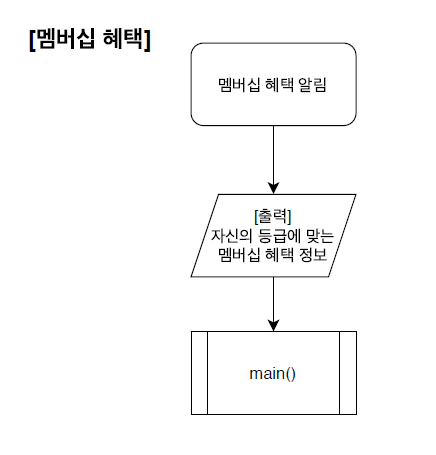 [멤버십 혜택]
멤버십 혜택 알림
[출력]
자신의 등급에 맞는
멤버십 혜택 정보
main()